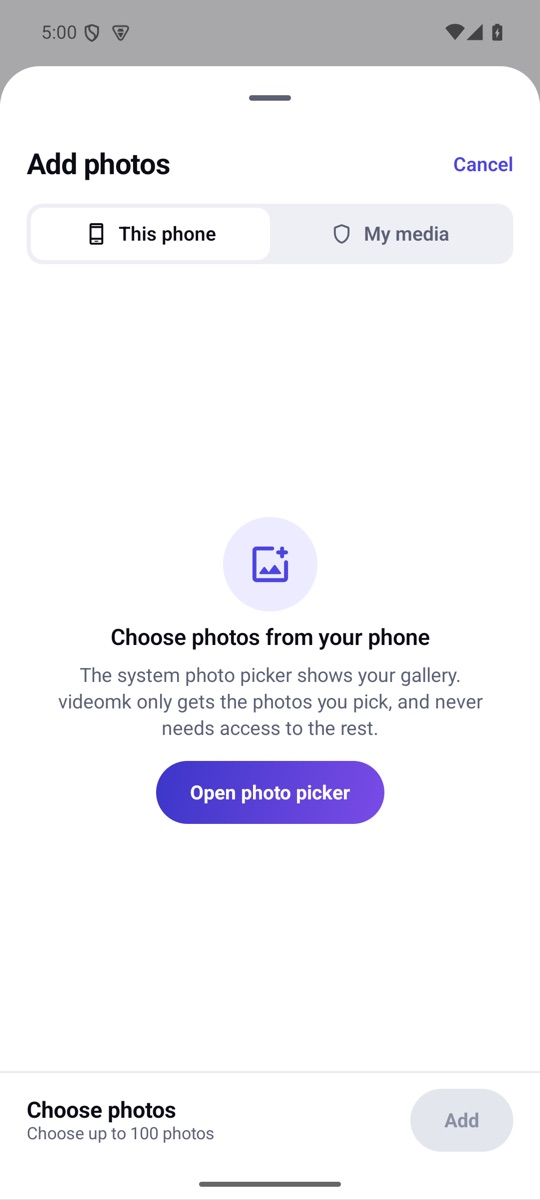 5:00
Add photos
Cancel
This phone
My media
Choose photos from your phone
The system photo picker shows your gallery.
videomk only gets the photos you pick, and never
needs access to the rest.
Open photo picker
Choose photos
Choose up to 100 photos
Add